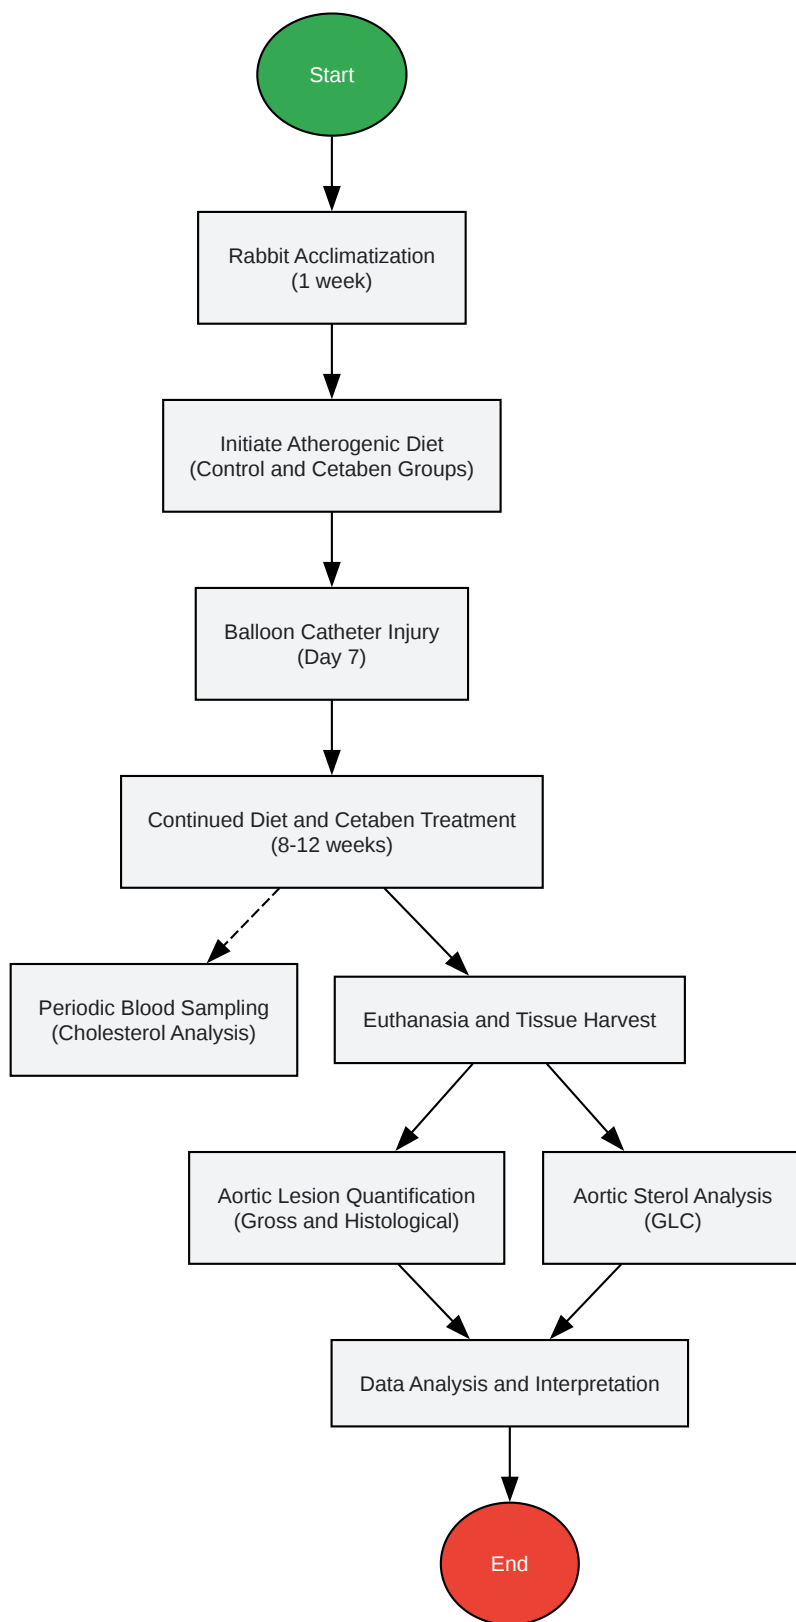 Start
Rabbit Acclimatization
(1 week)
Initiate Atherogenic Diet
(Control and Cetaben Groups)
Balloon Catheter Injury
(Day 7)
Continued Diet and Cetaben Treatment
(8-12 weeks)
Periodic Blood Sampling
(Cholesterol Analysis)
Euthanasia and Tissue Harvest
Aortic Lesion Quantification
(Gross and Histological)
Aortic Sterol Analysis
(GLC)
Data Analysis and Interpretation
End